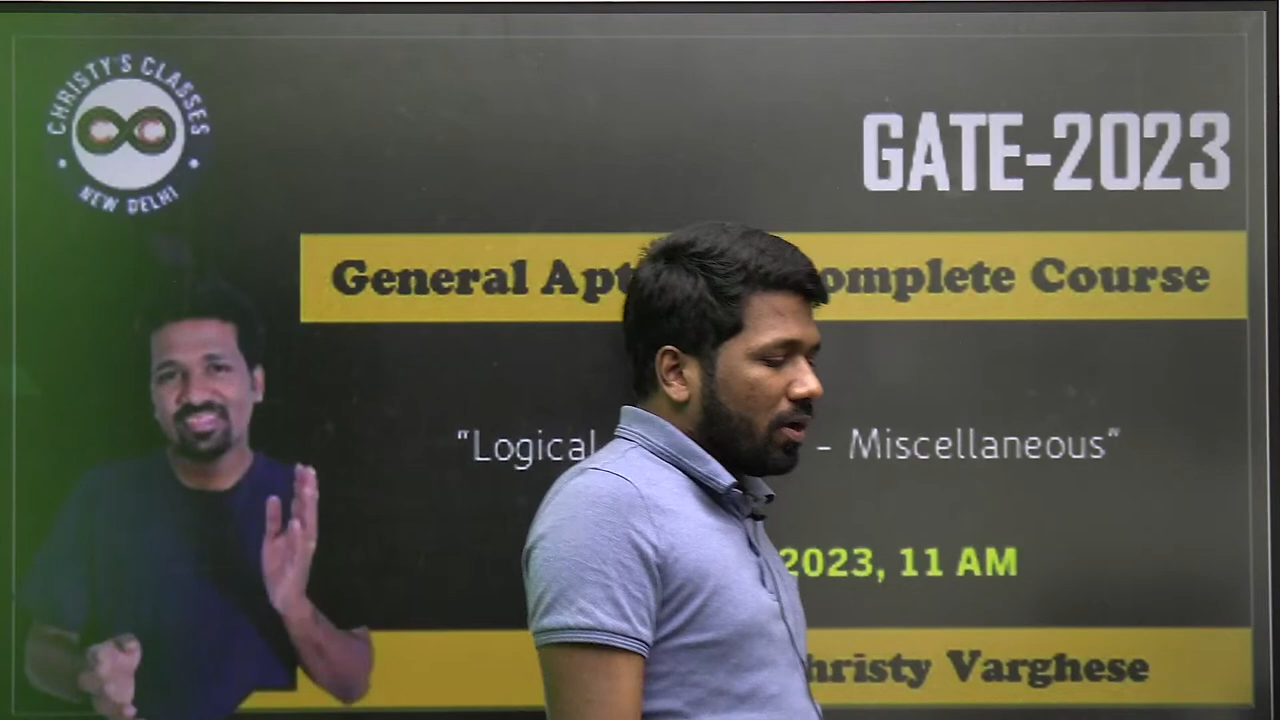 CHRISTY'S CLASSES
NEW DELHI
GATE-2023
General Apt omplete Course
"Logical - Miscellaneous"
2023, 11 AM
hristy Varghese